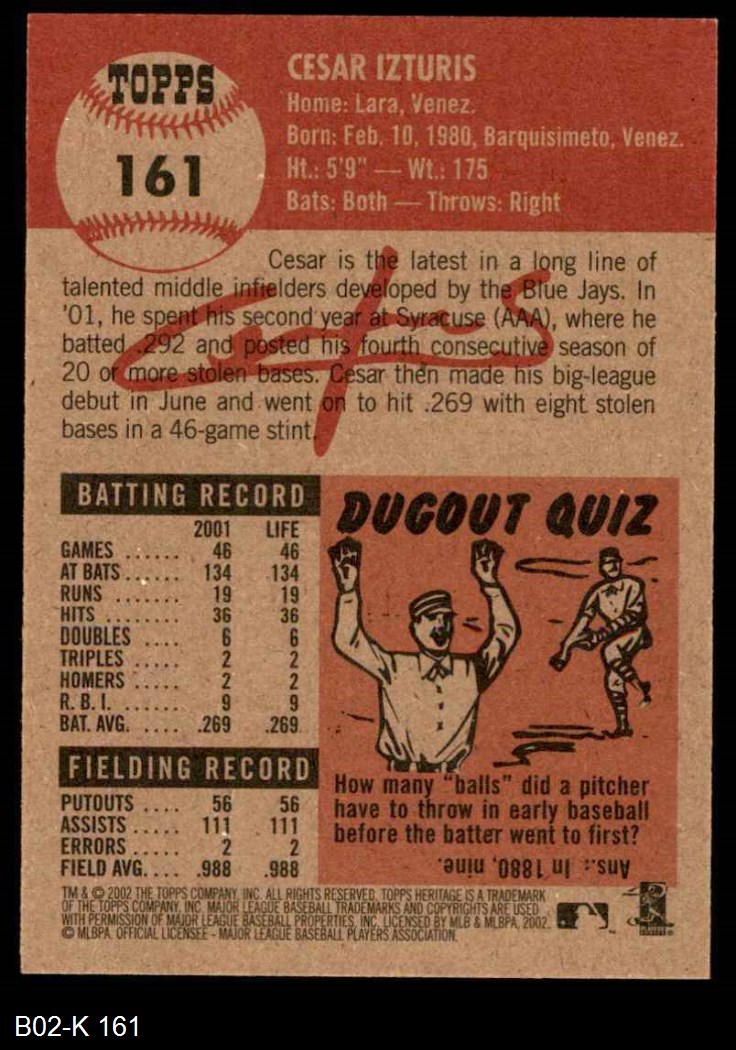 TOPPS
161
CESAR IZTURIS
Home: Lara, Venez.
Born: Feb. 10, 1980, Barquisimeto, Venez.
Ht.: 5'9" — Wt.: 175
Bats: Both — Throws: Right
Cesar is the latest in a long line of
talented middle infielders developed by the Blue Jays. In
'01, he spent his second year at Syracuse (AAA), where he
batted .292 and posted his fourth consecutive season of
20 or more stolen bases. Cesar then made his big-league
debut in June and went on to hit .269 with eight stolen
bases in a 46-game stint.
BATTING RECORD
2001 LIFE
GAMES ...... 46 46
AT BATS ...... 134 134
RUNS ....... 19 19
HITS ........ 36 36
DOUBLES .... 6 6
TRIPLES ..... 2 2
HOMERS ..... 2 2
R. B. I. ...... 9 9
BAT. AVG. .... .269 .269
FIELDING RECORD
PUTOUTS .... 56 56
ASSISTS ..... 111 111
ERRORS ..... 2 2
FIELD AVG. ... .988 .988
DUGOUT QUIZ
How many "balls" did a pitcher
have to throw in early baseball
before the batter went to first?
Ans.: In 1880, nine.
TM & © 2002 THE TOPPS COMPANY, INC. ALL RIGHTS RESERVED. TOPPS HERITAGE IS A TRADEMARK
OF THE TOPPS COMPANY, INC. MAJOR LEAGUE BASEBALL TRADEMARKS AND COPYRIGHTS ARE USED
WITH PERMISSION OF MAJOR LEAGUE BASEBALL PROPERTIES, INC. LICENSED BY MLB & MLBPA, 2002.
© MLBPA. OFFICIAL LICENSEE - MAJOR LEAGUE BASEBALL PLAYERS ASSOCIATION.
B02-K 161